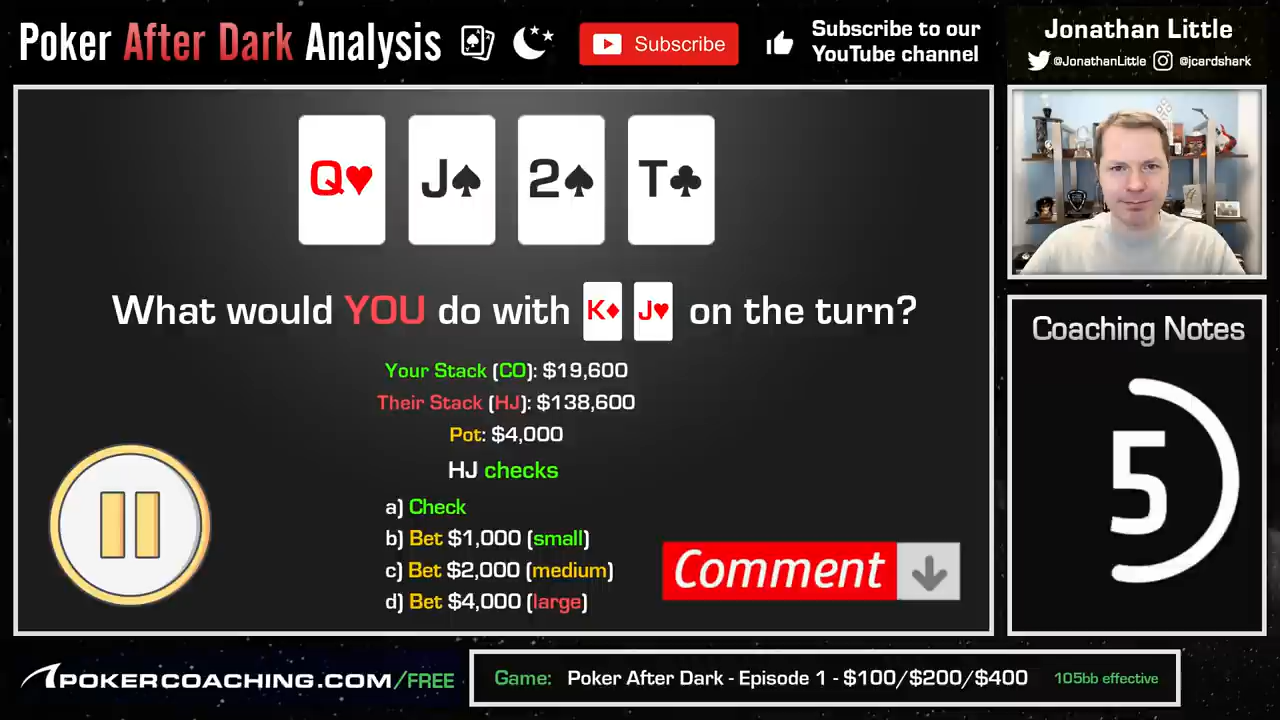 Poker After Dark Analysis
Subscribe
Subscribe to our
YouTube channel
Jonathan Little
@JonathanLittle @jcardshark
Q♥ J♠ 2♠ T♣
What would YOU do with K♦ J♥ on the turn?
Your Stack (CO): $19,600
Their Stack (HJ): $138,600
Pot: $4,000
HJ checks
a) Check
b) Bet $1,000 (small)
c) Bet $2,000 (medium)
d) Bet $4,000 (large)
Comment
Coaching Notes
5
POKERCOACHING.COM/FREE
Game: Poker After Dark - Episode 1 - $100/$200/$400 105bb effective